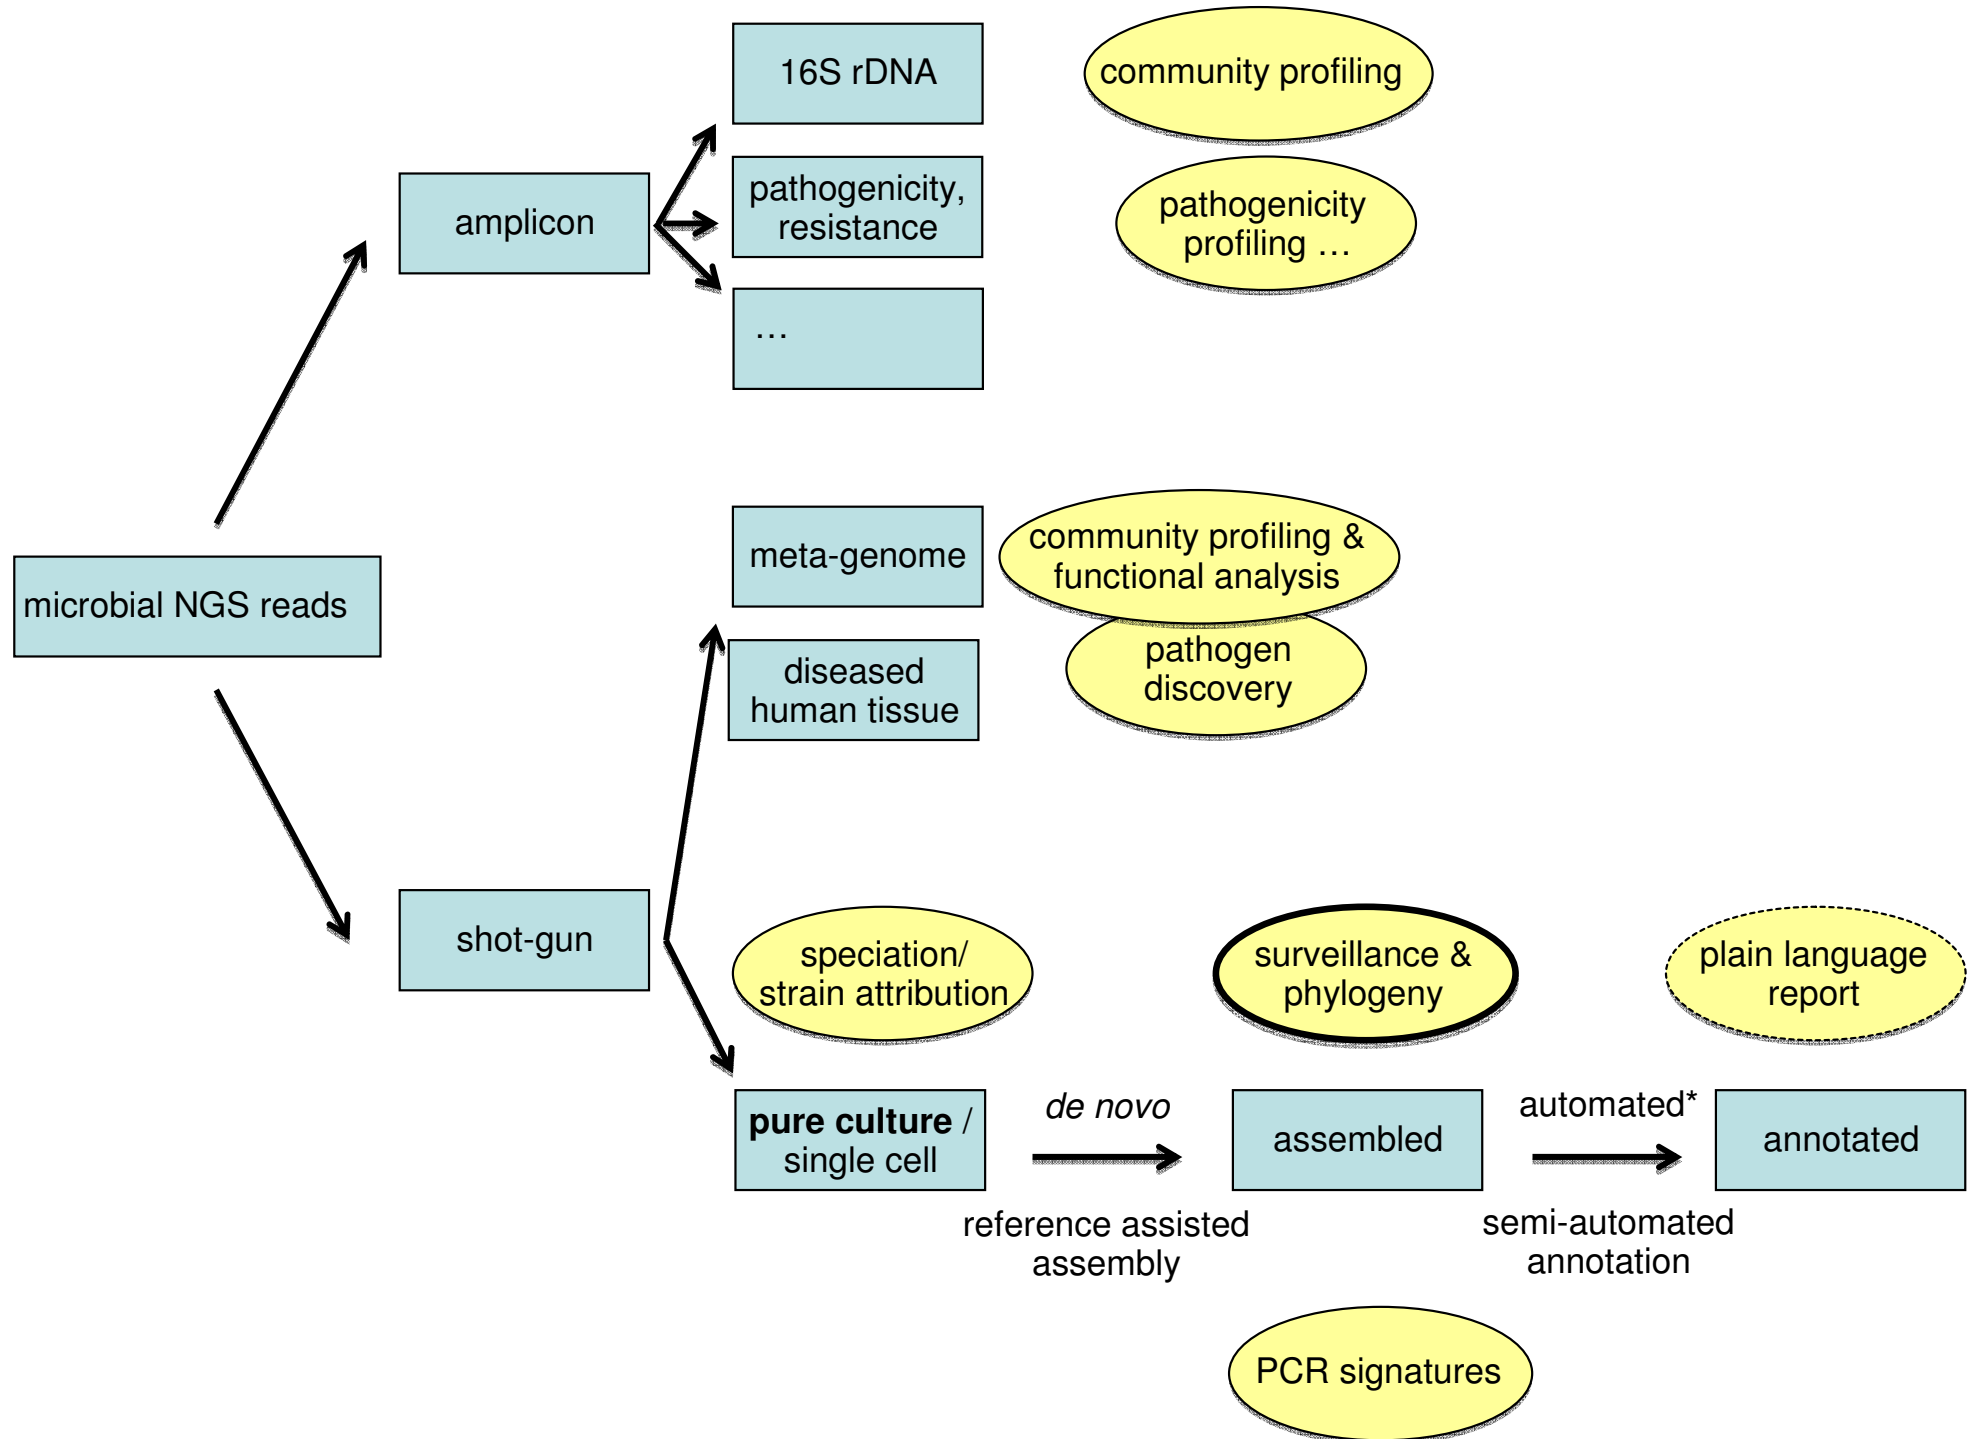 16S rDNA
community profiling
amplicon
pathogenicity,
resistance
pathogenicity
profiling …
…
microbial NGS reads
meta-genome
community profiling &
functional analysis
diseased
human tissue
pathogen
discovery
shot-gun
speciation/
strain attribution
surveillance &
phylogeny
plain language
report
pure culture /
single cell
de novo
reference assisted
assembly
assembled
automated*
semi-automated
annotation
annotated
PCR signatures